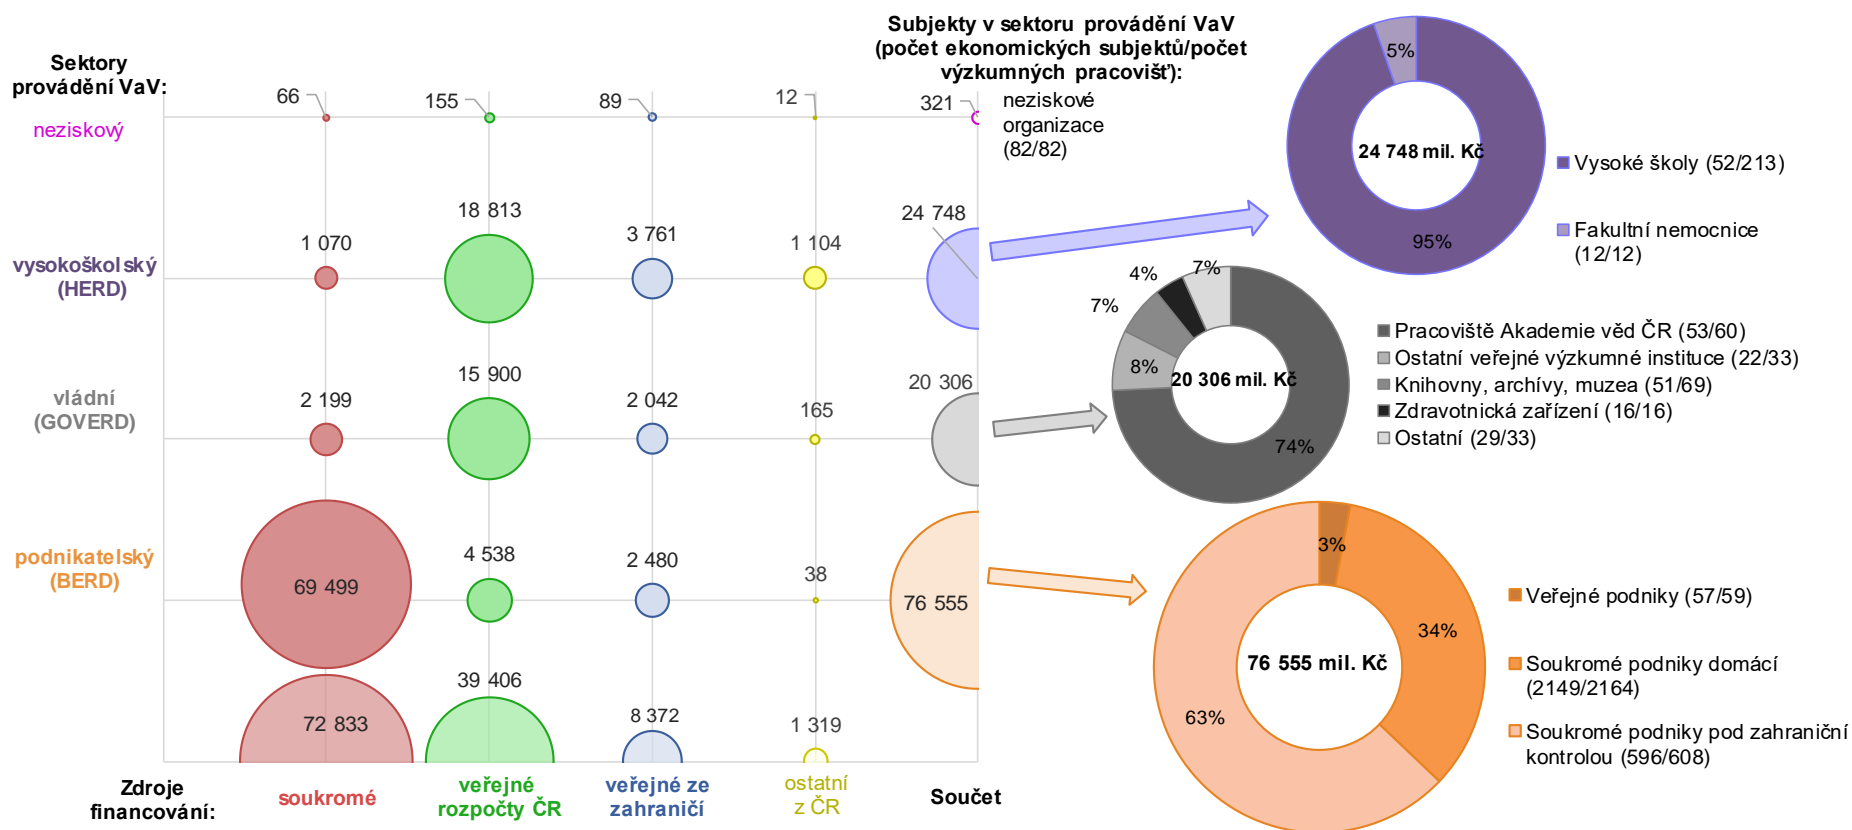 Sektory
provádění VaV:
Subjekty v sektoru provádění VaV
(počet ekonomických subjektů/počet
výzkumných pracovišť):
neziskový
66
155
89
12
321
neziskové
organizace
(82/82)
vysokoškolský
(HERD)
1 070
18 813
3 761
1 104
24 748
vládní
(GOVERD)
2 199
15 900
2 042
165
20 306
podnikatelský
(BERD)
69 499
4 538
2 480
38
76 555
72 833
39 406
8 372
1 319
Zdroje
financování:
soukromé
veřejné
rozpočty ČR
veřejné ze
zahraničí
ostatní
z ČR
Součet
5%
24 748 mil. Kč
95%
Vysoké školy (52/213)
Fakultní nemocnice
(12/12)
4%
7%
7%
8%
20 306 mil. Kč
74%
Pracoviště Akademie věd ČR (53/60)
Ostatní veřejné výzkumné instituce (22/33)
Knihovny, archívy, muzea (51/69)
Zdravotnická zařízení (16/16)
Ostatní (29/33)
3%
34%
76 555 mil. Kč
63%
Veřejné podniky (57/59)
Soukromé podniky domácí
(2149/2164)
Soukromé podniky pod zahraniční
kontrolou (596/608)